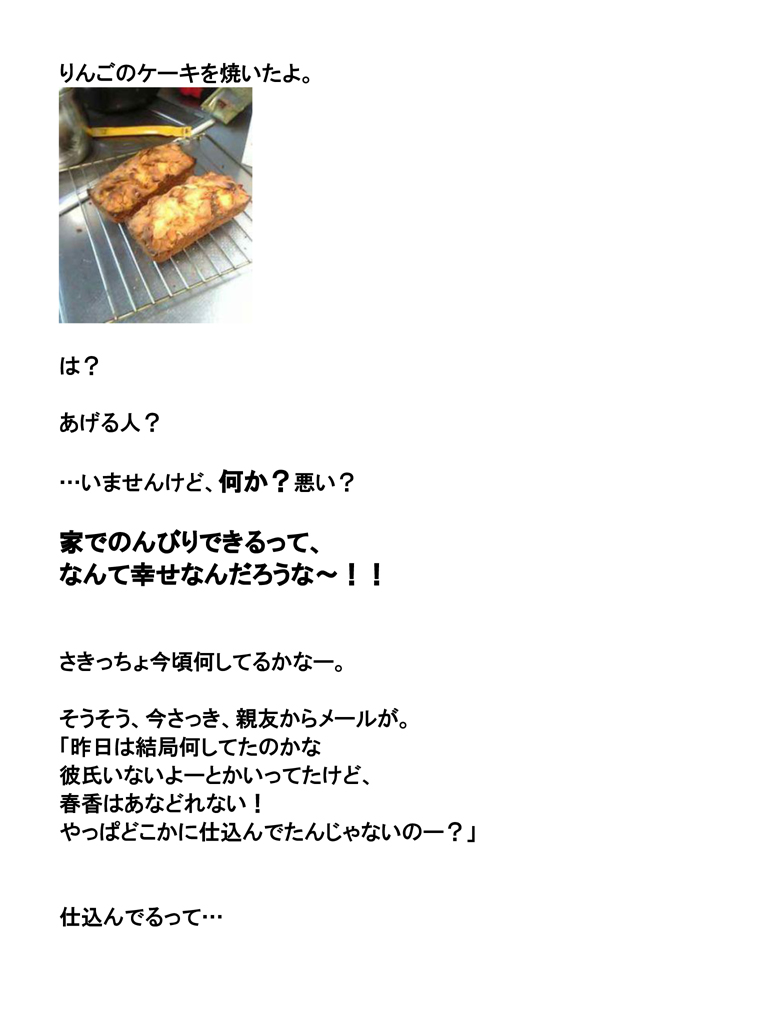 りんごのケーキを焼いたよ。
は？
あげる人？
…いませんけど、何か？悪い？
家でのんびりできるって、
なんて幸せなんだろうな～！！
さきっちょ今頃何してるかなー。
そうそう、今さっき、親友からメールが。
「昨日は結局何してたのかな
彼氏いないよーとかいってたけど、
春香はあなどれない！
やっぱどこかに仕込んでたんじゃないのー？」
仕込んでるって…